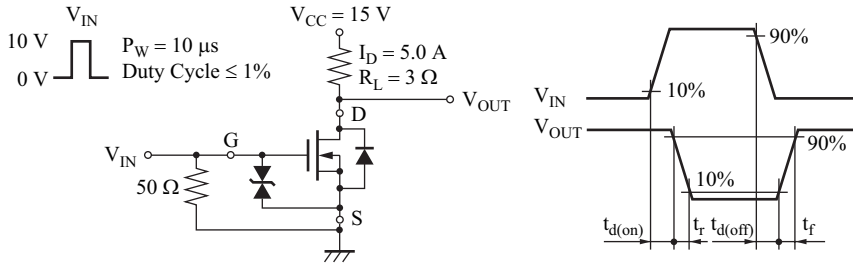 V_IN
10 V
0 V
P_W = 10 μs
Duty Cycle ≤ 1%
V_CC = 15 V
I_D = 5.0 A
R_L = 3 Ω
V_OUT
D
G
V_IN
50 Ω
S
V_IN
10%
90%
V_OUT
10%
90%
t_d(on)
t_r
t_d(off)
t_f